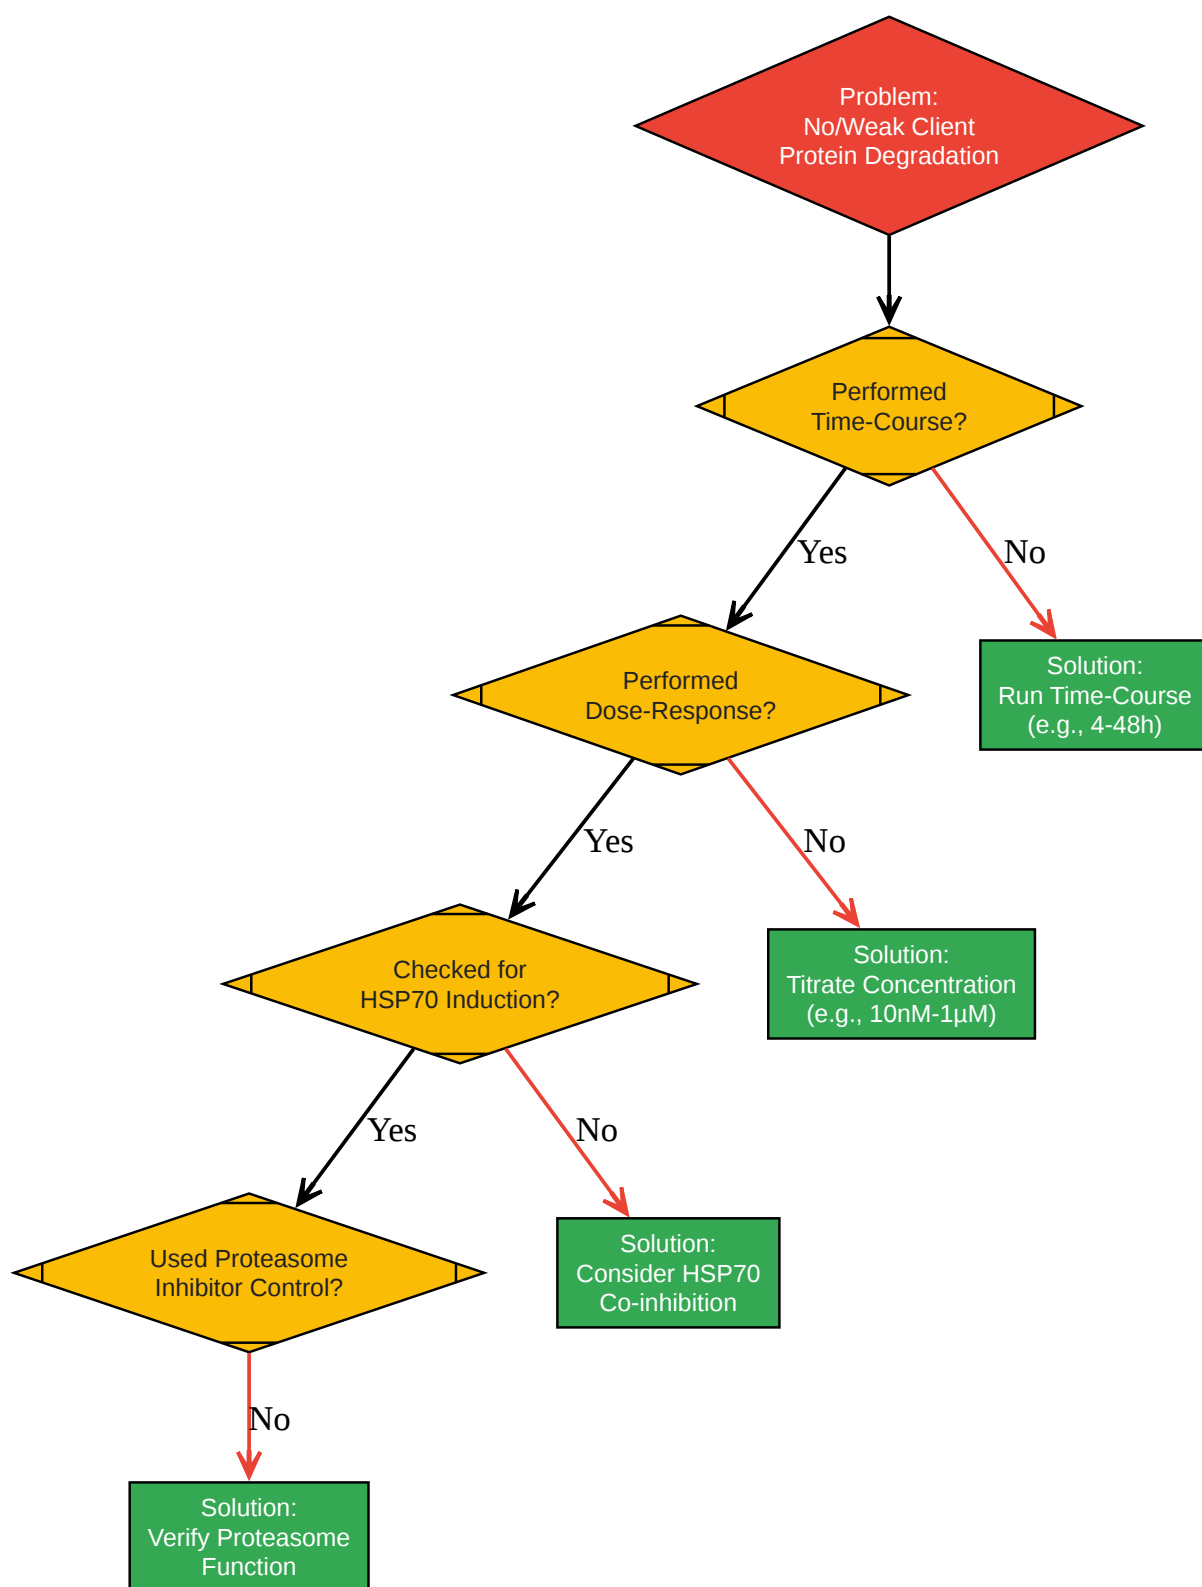 Problem:
No/Weak Client
Protein Degradation
Performed
Time-Course?
Yes
No
Solution:
Run Time-Course
(e.g., 4-48h)
Performed
Dose-Response?
Yes
No
Solution:
Titrate Concentration
(e.g., 10nM-1µM)
Checked for
HSP70 Induction?
Yes
No
Solution:
Consider HSP70
Co-inhibition
Used Proteasome
Inhibitor Control?
No
Solution:
Verify Proteasome
Function